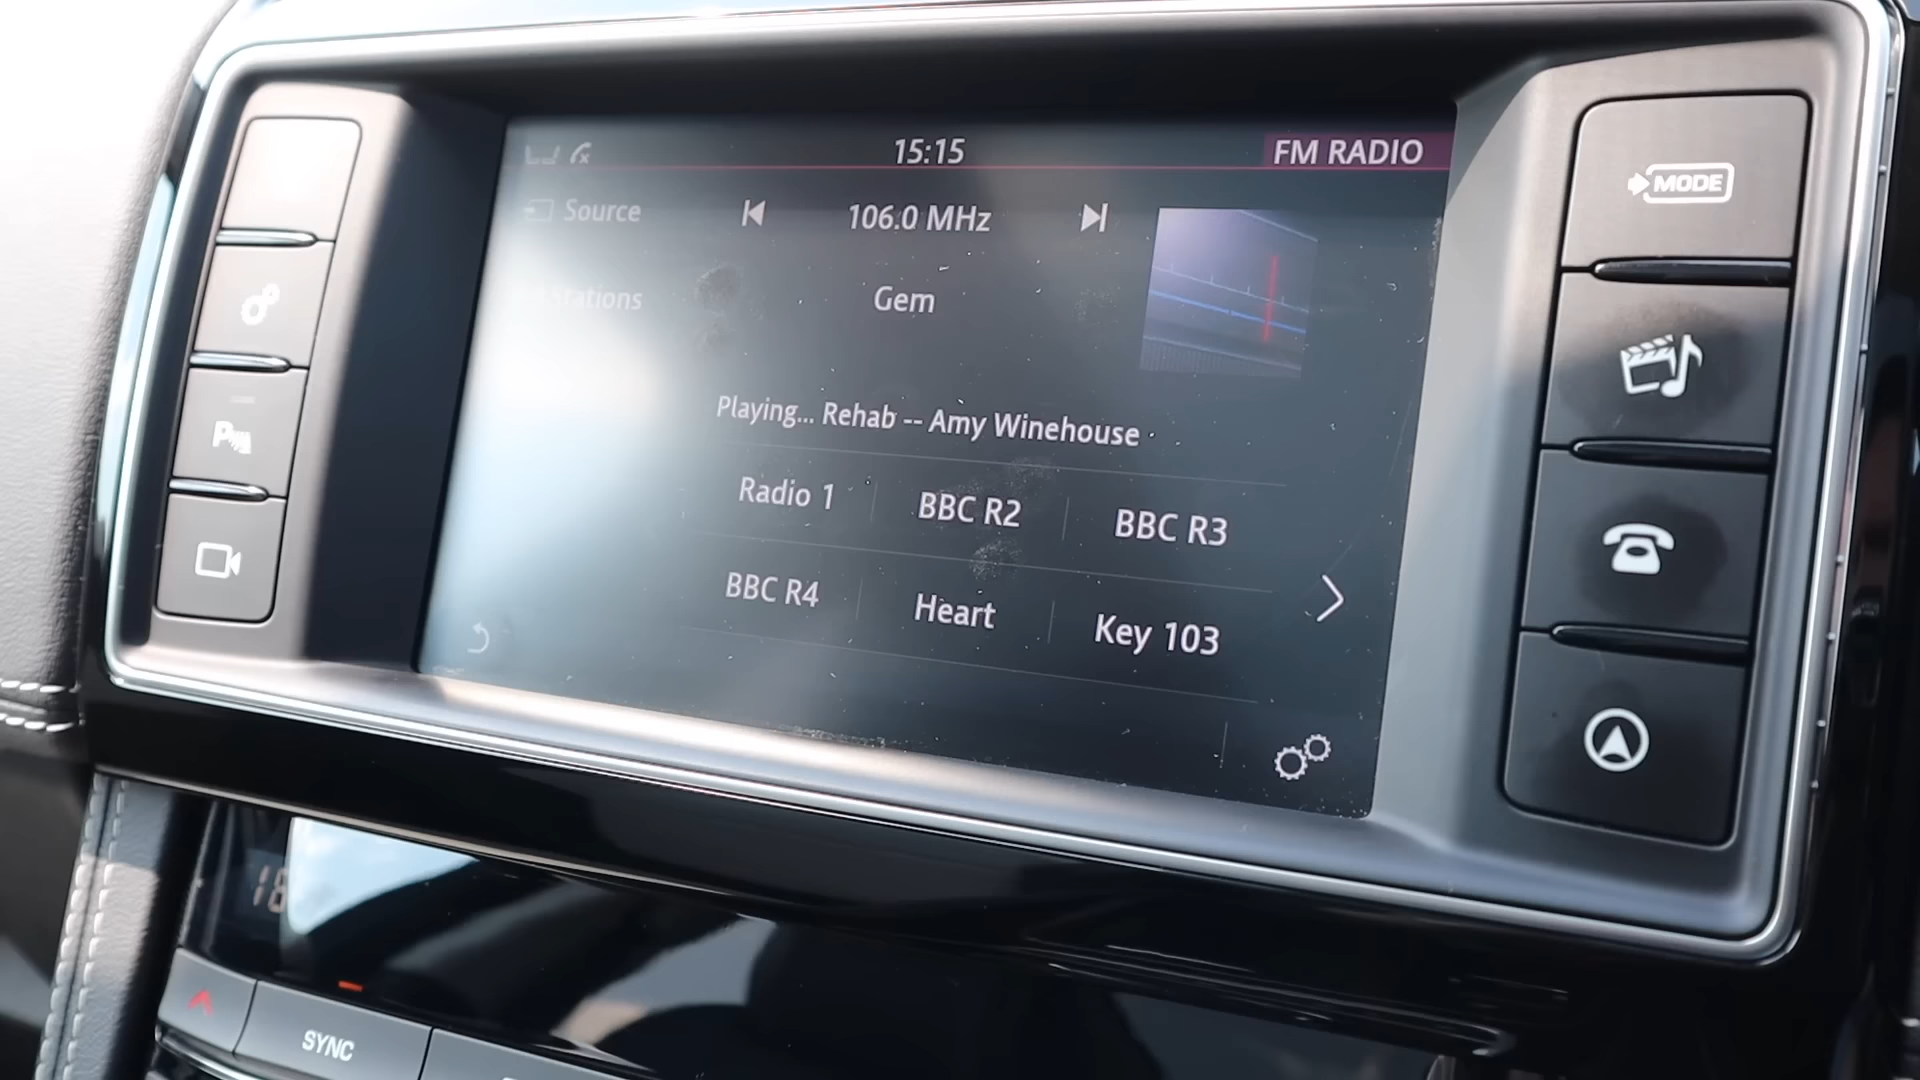 15:15
FM RADIO
Source
106.0 MHz
Stations
Gem
Playing... Rehab -- Amy Winehouse
Radio 1
BBC R2
BBC R3
BBC R4
Heart
Key 103
MODE
P
SYNC